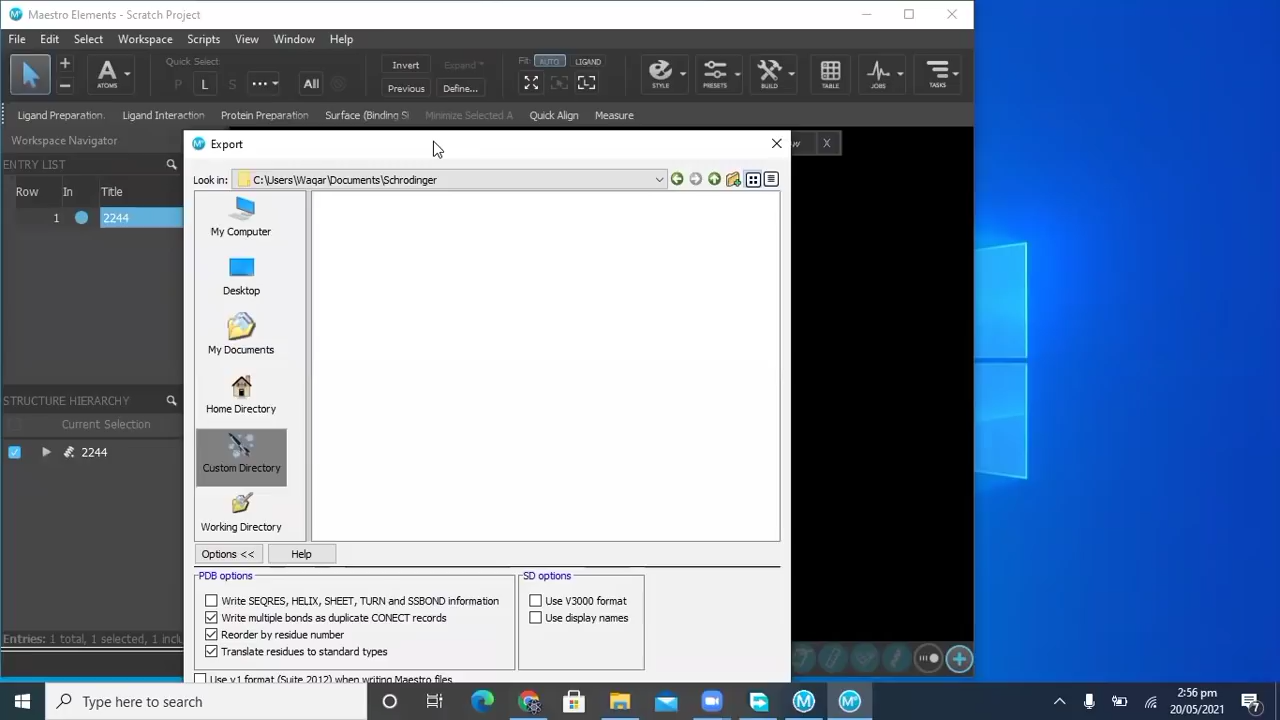 Maestro Elements - Scratch Project
File Edit Select Workspace Scripts View Window Help
Quick Select:
Invert
Expand
Fit: AUTO LIGAND
ATOMS
P L S ... All
Previous
Define...
STYLE PRESETS BUILD TABLE JOBS TASKS
Ligand Preparation. Ligand Interaction Protein Preparation Surface (Binding Si Minimize Selected A Quick Align Measure
Workspace Navigator
Export
w X
ENTRY LIST
Look in: C:\Users\Waqar\Documents\Schrodinger
Row In Title
1 2244
My Computer
Desktop
My Documents
Home Directory
Custom Directory
Working Directory
STRUCTURE HIERARCHY
Current Selection
2244
Options << Help
PDB options
SD options
Write SEQRES, HELIX, SHEET, TURN and SSBOND information
Use V3000 format
Write multiple bonds as duplicate CONECT records
Use display names
Reorder by residue number
Translate residues to standard types
Entries: 1 total, 1 selected, 1 inclu
Use v1 format (Suite 2012) when writing Maestro files
Type here to search
2:56 pm
20/05/2021
7